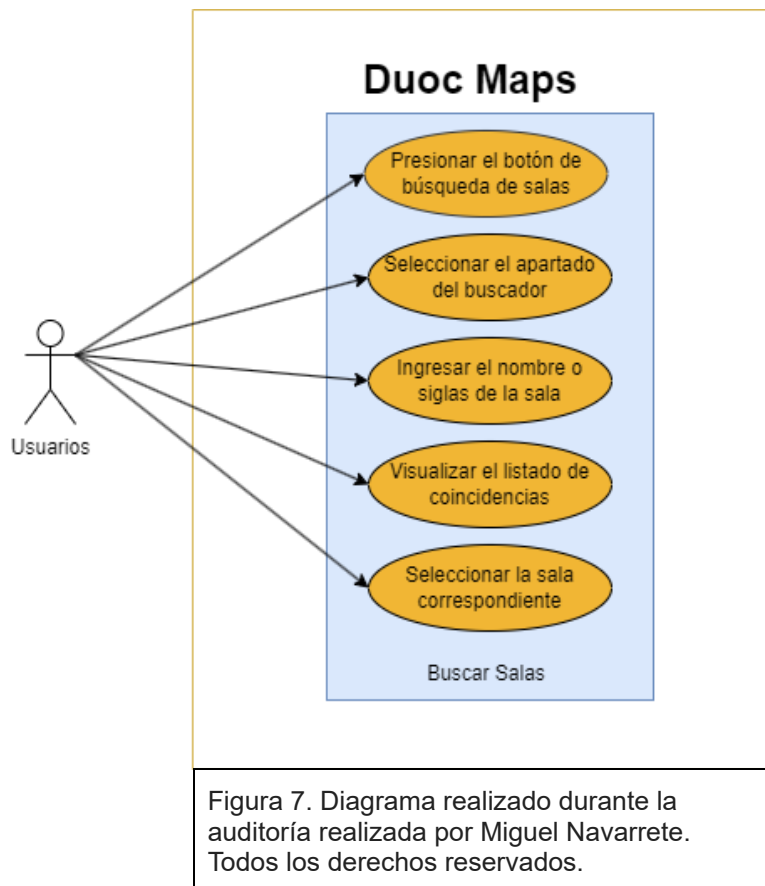 Duoc Maps
Presionar el botón de
búsqueda de salas
Seleccionar el apartado
del buscador
Ingresar el nombre o
siglas de la sala
Usuarios
Visualizar el listado de
coincidencias
Seleccionar la sala
correspondiente
Buscar Salas
Figura 7. Diagrama realizado durante la
auditoría realizada por Miguel Navarrete.
Todos los derechos reservados.